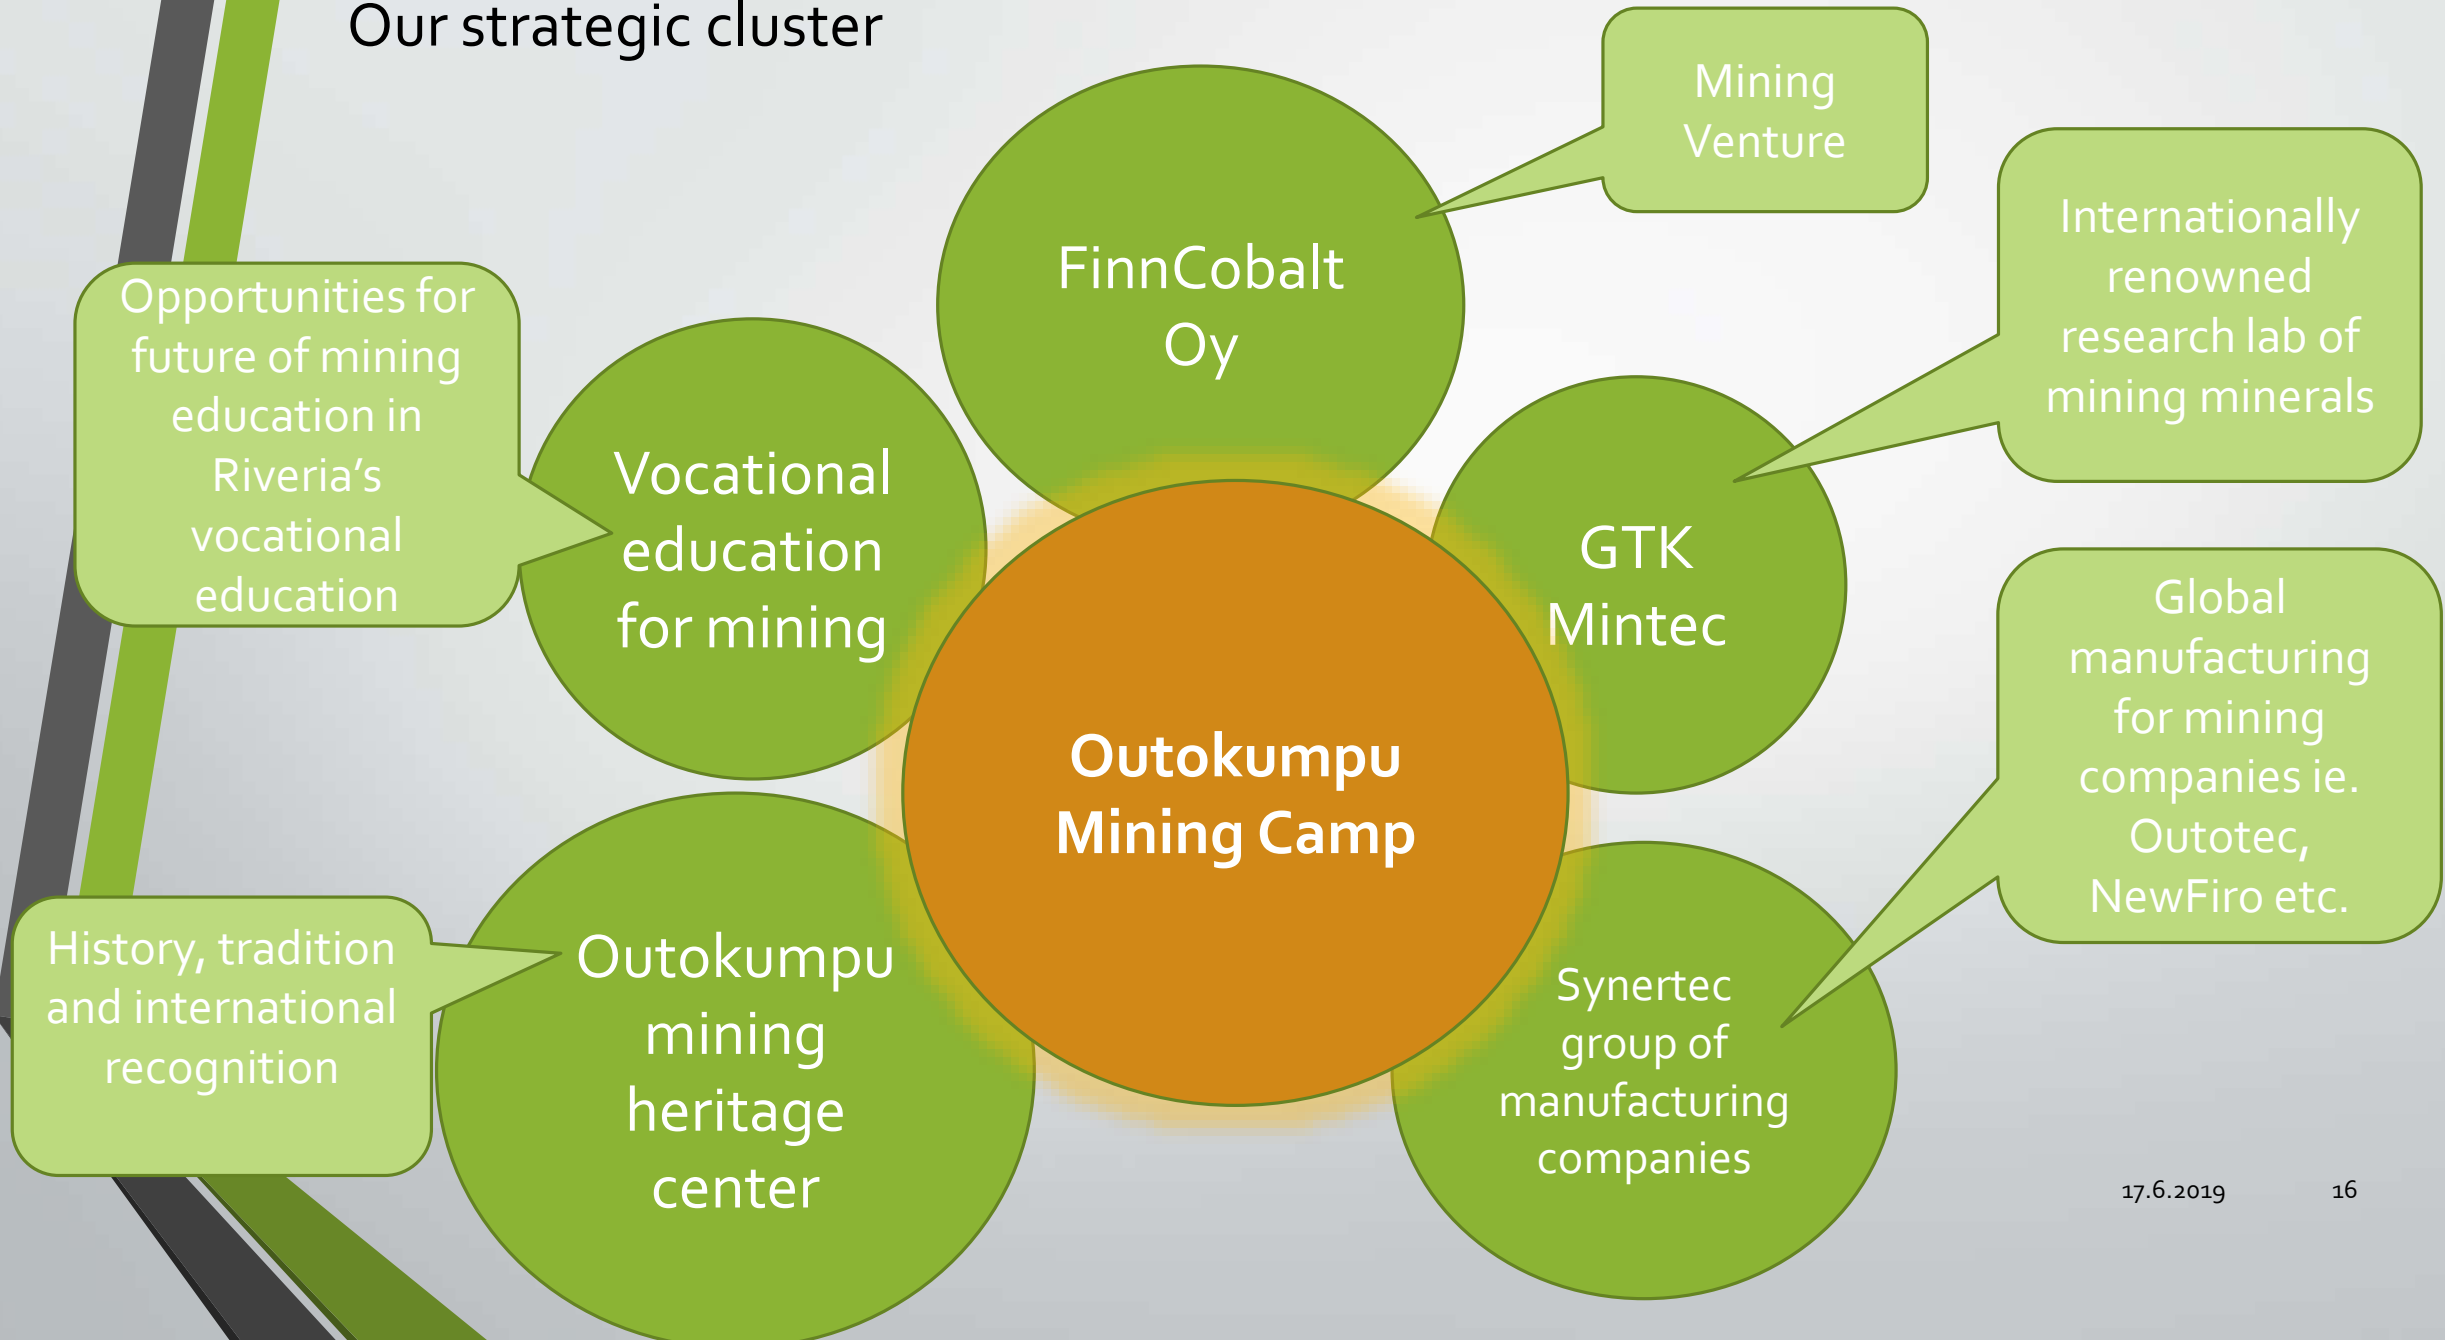 Our strategic cluster
Mining
Venture
FinnCobalt
Oy
Internationally
renowned
research lab of
mining minerals
Opportunities for
future of mining
education in
Riveria’s
vocational
education
Vocational
education
for mining
GTK
Mintec
Global
manufacturing
for mining
companies ie.
Outotec,
NewFiro etc.
Outokumpu
Mining Camp
History, tradition
and international
recognition
Outokumpu
mining
heritage
center
Synertec
group of
manufacturing
companies
17.6.2019
16